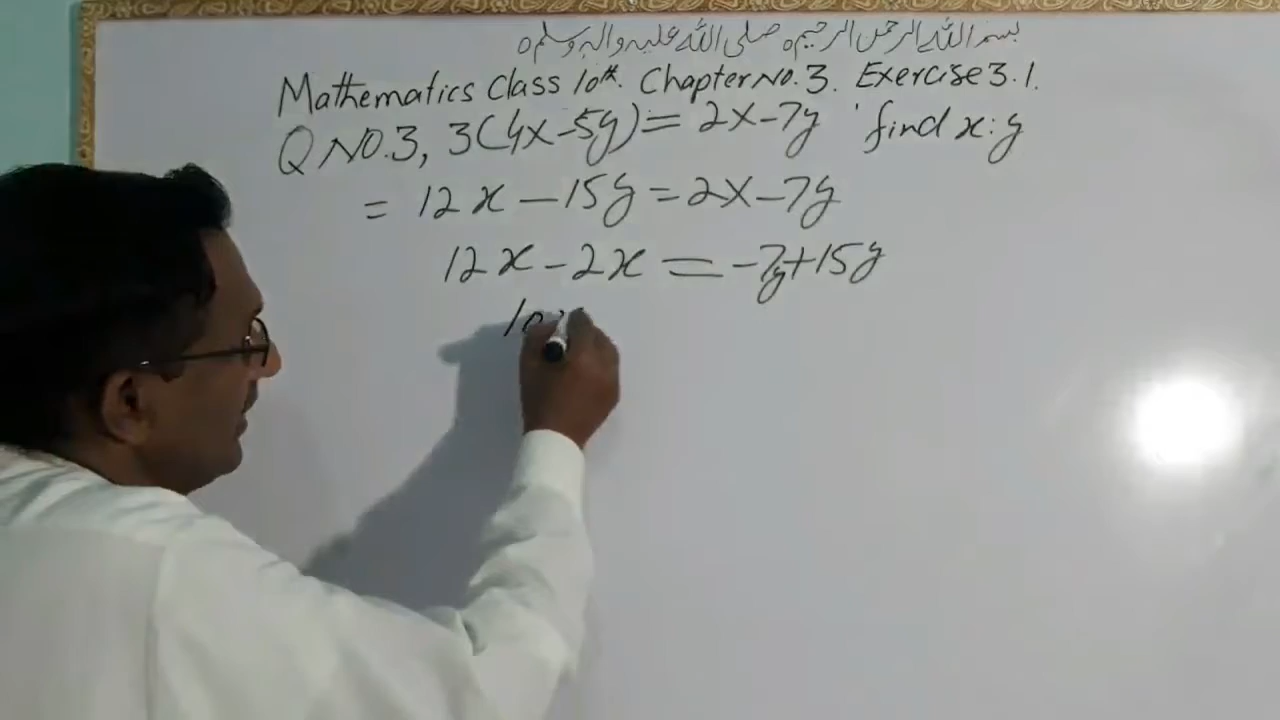 بسم اللہ الرحمن الرحیم ہ صلی اللہ علیہ والہ وسلم ہ
Mathematics Class 10th. Chapter No. 3. Exercise 3.1.
Q NO.3, 3(4x-5y)= 2x-7y find x:y
= 12x - 15y = 2x - 7y
12x - 2x = -7y+15y
10